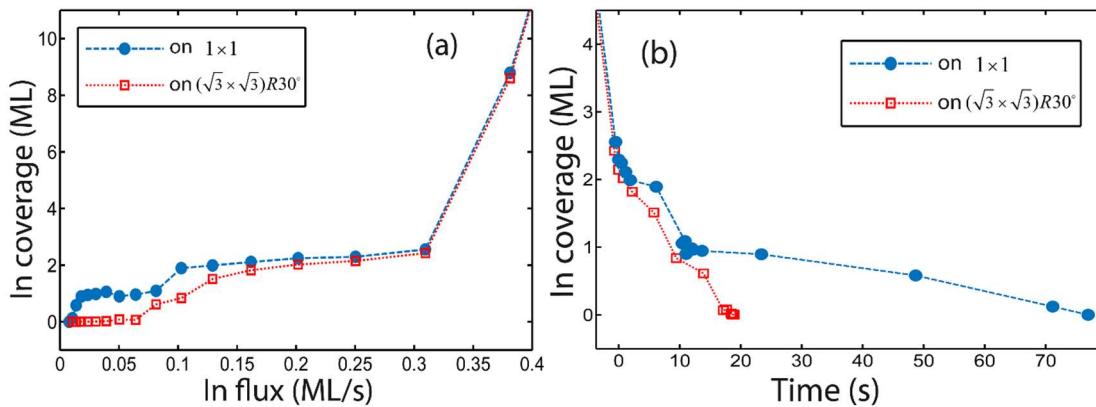 (a)
on 1×1
on (√3 × √3)R30°
In coverage (ML)
10
8
6
4
2
0
0 0.05 0.1 0.15 0.2 0.25 0.3 0.35 0.4
In flux (ML/s)
(b)
on 1×1
on (√3 × √3)R30°
In coverage (ML)
4
3
2
1
0
0 10 20 30 40 50 60 70
Time (s)